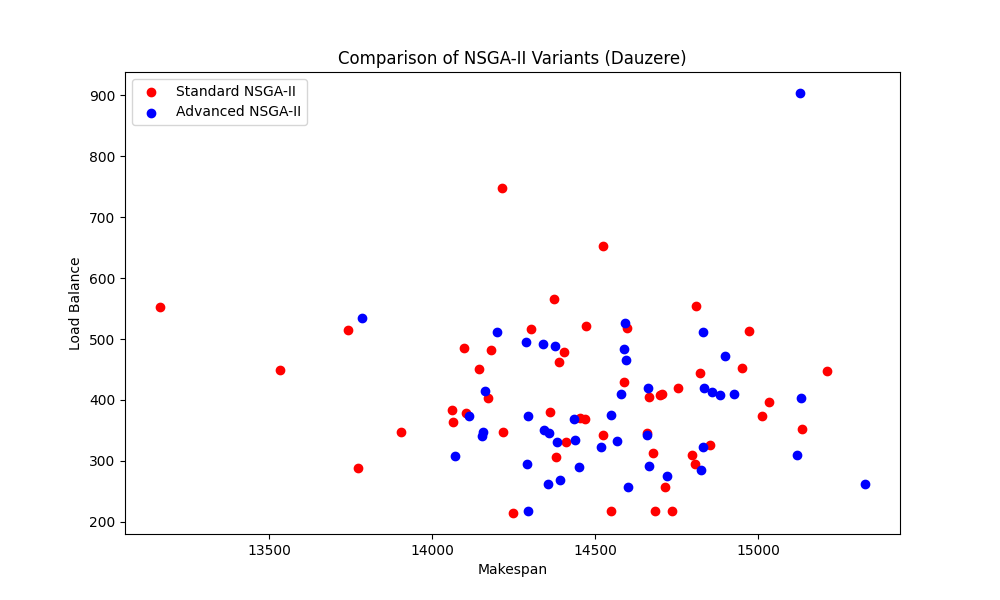 Comparison of NSGA-II Variants (Dauzere)
Standard NSGA-II
Advanced NSGA-II
Load Balance
900
800
700
600
500
400
300
200
13500 14000 14500 15000
Makespan